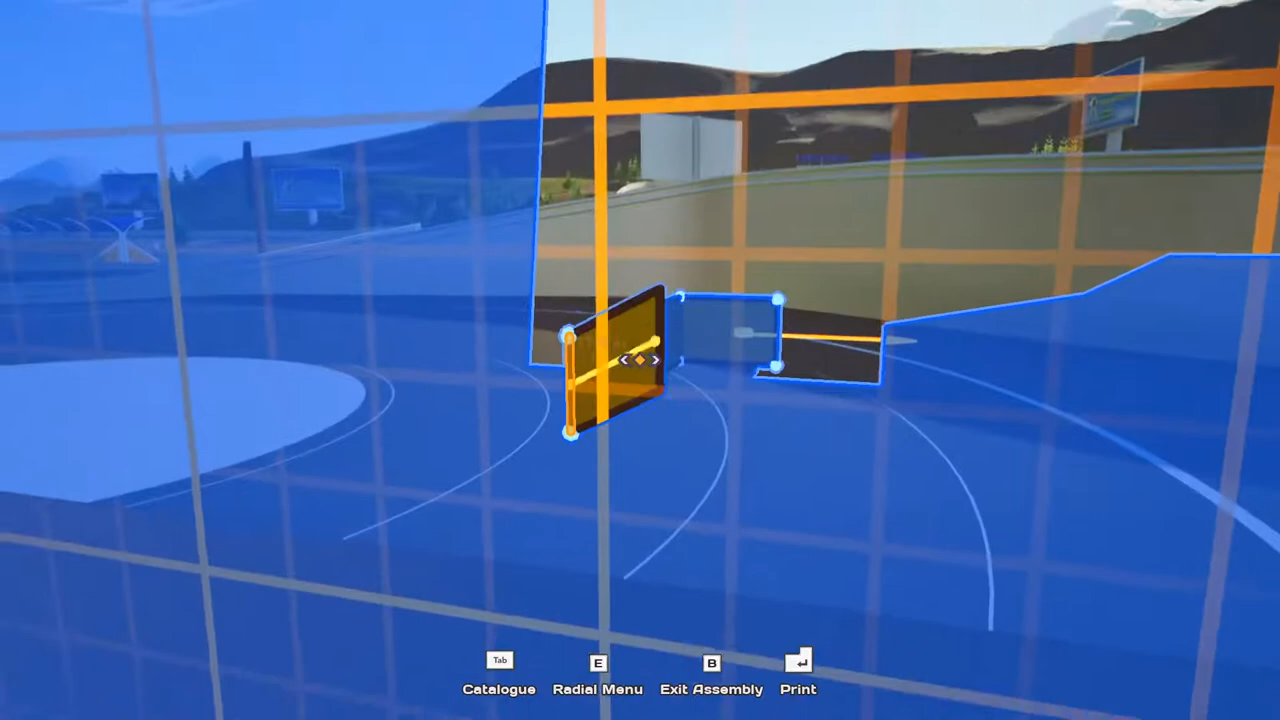 Tab
E
B
Catalogue
Radial Menu
Exit Assembly
Print